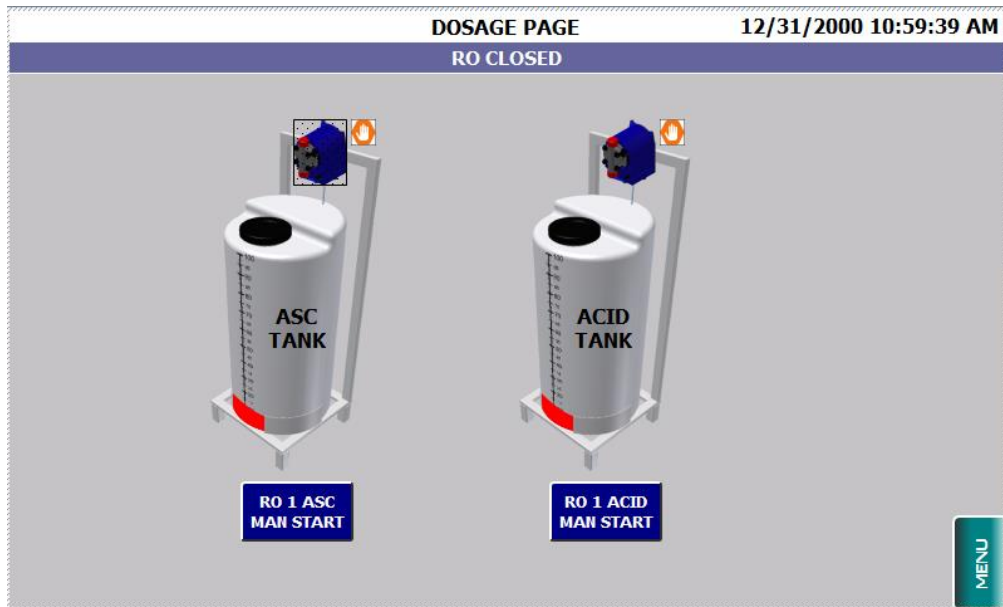 DOSAGE PAGE
12/31/2000 10:59:39 AM
RO CLOSED
ASC
TANK
ACID
TANK
RO 1 ASC
MAN START
RO 1 ACID
MAN START
MENU